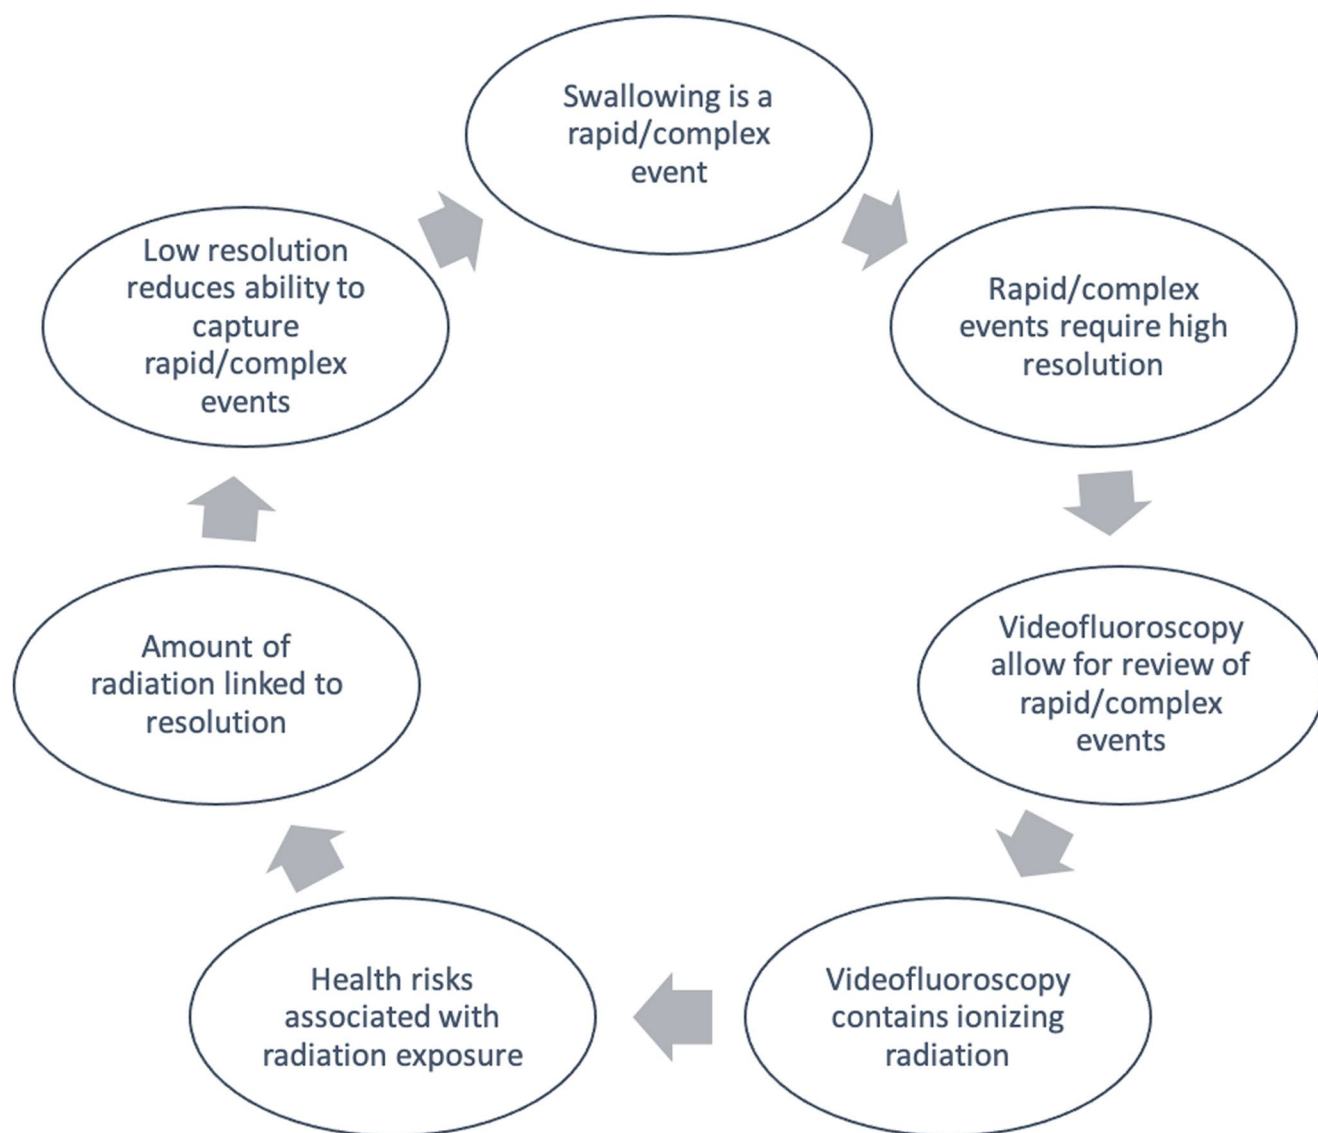 Swallowing is a
rapid/complex
event
Rapid/complex
events require high
resolution
Videofluoroscopy
allow for review of
rapid/complex
events
Videofluoroscopy
contains ionizing
radiation
Health risks
associated with
radiation exposure
Amount of
radiation linked to
resolution
Low resolution
reduces ability to
capture
rapid/complex
events